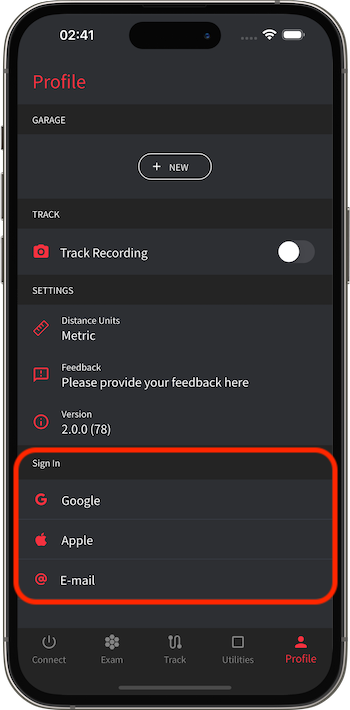 02:41
Profile
GARAGE
+ NEW
TRACK
Track Recording
SETTINGS
Distance Units
Metric
Feedback
Please provide your feedback here
Version
2.0.0 (78)
Sign In
Google
Apple
E-mail
Connect Exam Track Utilities Profile